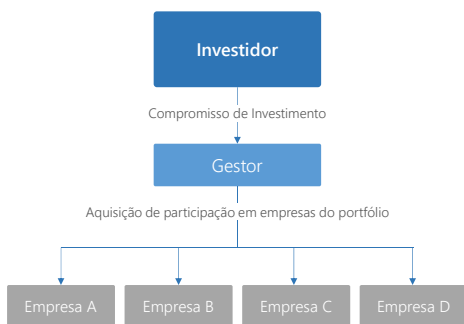 Investidor
Compromisso de Investimento
Gestor
Aquisição de participação em empresas do portfólio
Empresa A
Empresa B
Empresa C
Empresa D